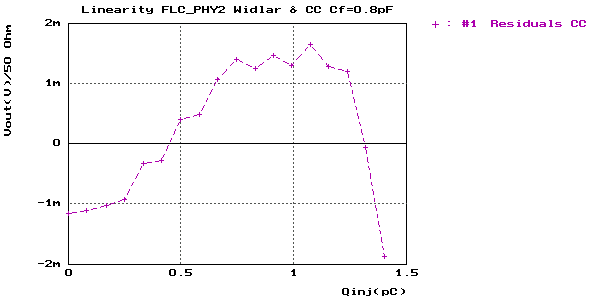 Linearity FLC_PHY2 Widlar & CC Cf=0.8pF
+ : #1 Residuals CC
Vout(V)/50 Ohm
2m
1m
0
-1m
-2m
0 0.5 1 1.5
Qinj(pC)